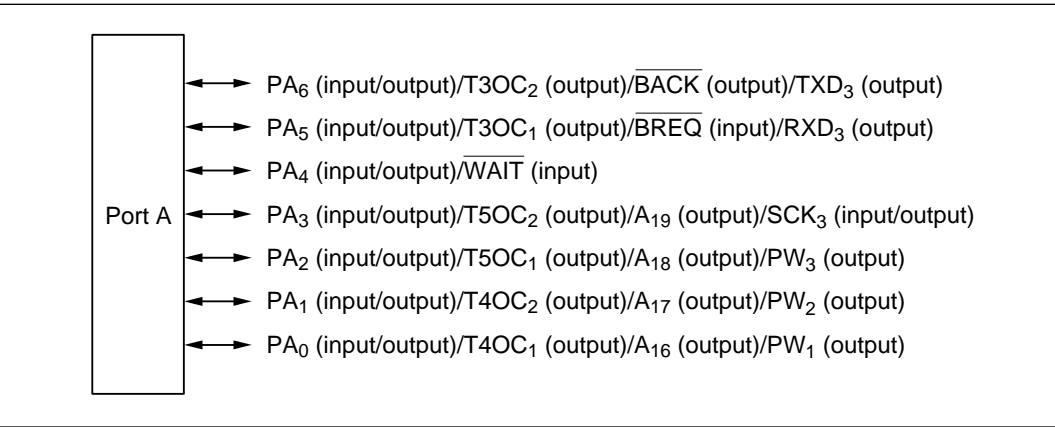 PA6 (input/output)/T3OC2 (output)/B̅A̅C̅K̅ (output)/TXD3 (output)
PA5 (input/output)/T3OC1 (output)/B̅R̅E̅Q̅ (input)/RXD3 (output)
PA4 (input/output)/W̅A̅I̅T̅ (input)
Port A
PA3 (input/output)/T5OC2 (output)/A19 (output)/SCK3 (input/output)
PA2 (input/output)/T5OC1 (output)/A18 (output)/PW3 (output)
PA1 (input/output)/T4OC2 (output)/A17 (output)/PW2 (output)
PA0 (input/output)/T4OC1 (output)/A16 (output)/PW1 (output)